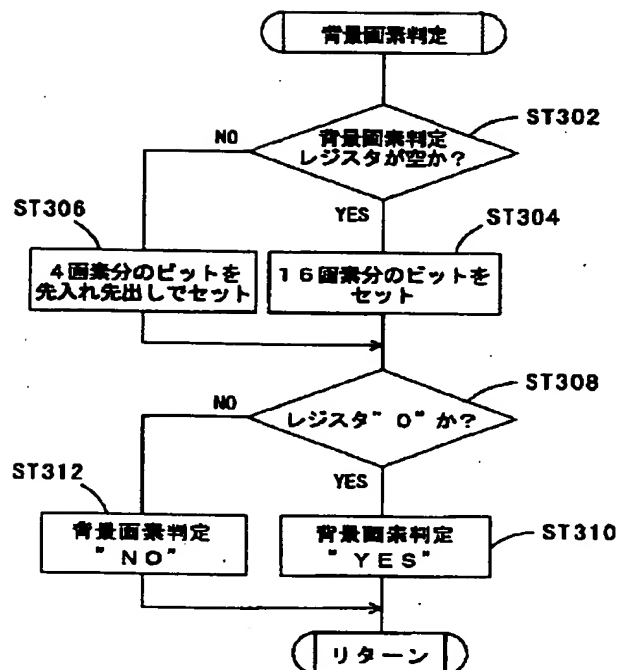 背景画素判定
ST302
背景画素判定
レジスタが空か?
NO
YES
ST306
ST304
4画素分のビットを
先入れ先出しでセット
16画素分のビットを
セット
ST308
レジスタ"0"か?
NO
YES
ST312
背景画素判定
"NO"
背景画素判定
"YES"
ST310
リターン